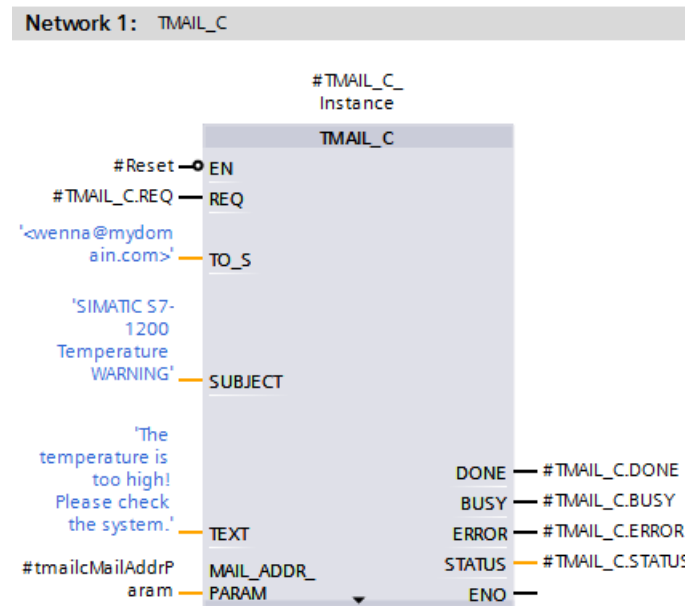 Network 1: TMAIL_C
#TMAIL_C_
Instance
TMAIL_C
#Reset EN
#TMAIL_C.REQ REQ
'<wenna@mydom
ain.com>' TO_S
'SIMATIC S7-
1200
Temperature
WARNING' SUBJECT
'The
temperature is
too high!
Please check
the system.' TEXT
DONE #TMAIL_C.DONE
BUSY #TMAIL_C.BUSY
ERROR #TMAIL_C.ERROR
STATUS #TMAIL_C.STATUS
#tmailcMailAddrP
aram MAIL_ADDR_
PARAM
ENO